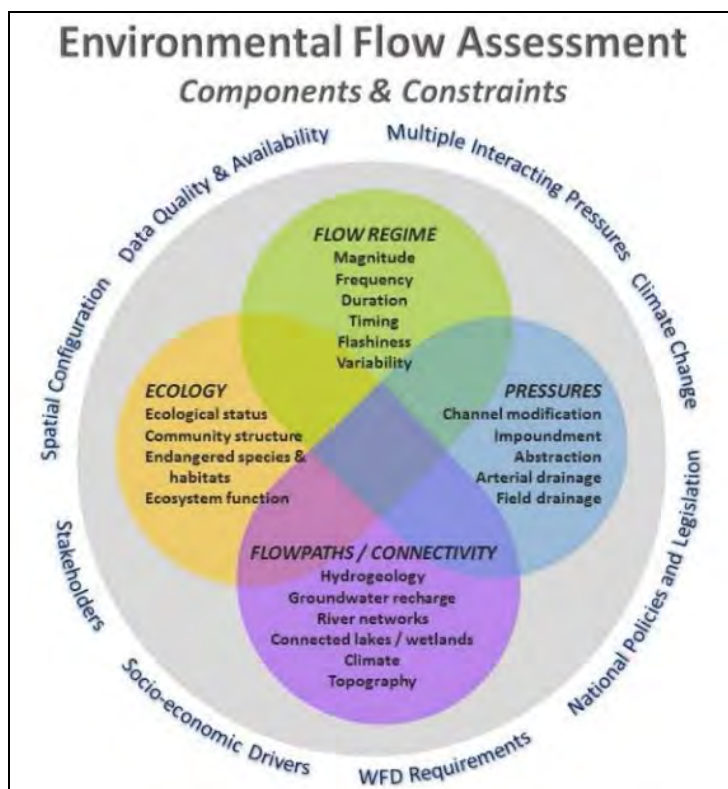 Environmental Flow Assessment
Components & Constraints
Data Quality & Availability
Multiple Interacting Pressures
Climate Change
National Policies and Legislation
WFD Requirements
Socio-economic Drivers
Stakeholders
Spatial Configuration
FLOW REGIME
Magnitude
Frequency
Duration
Timing
Flashiness
Variability
ECOLOGY
Ecological status
Community structure
Endangered species &
habitats
Ecosystem function
PRESSURES
Channel modification
Impoundment
Abstraction
Arterial drainage
Field drainage
FLOWPATHS / CONNECTIVITY
Hydrogeology
Groundwater recharge
River networks
Connected lakes / wetlands
Climate
Topography